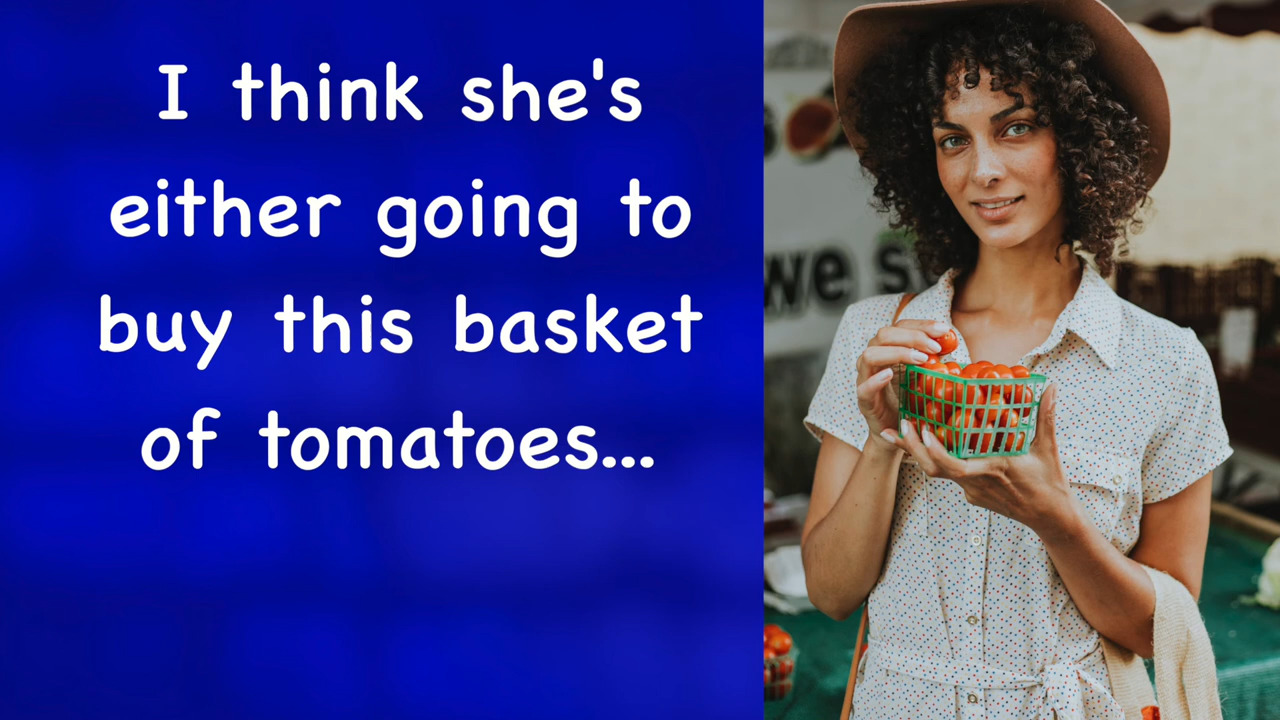 I think she's
either going to
buy this basket
of tomatoes...
we s